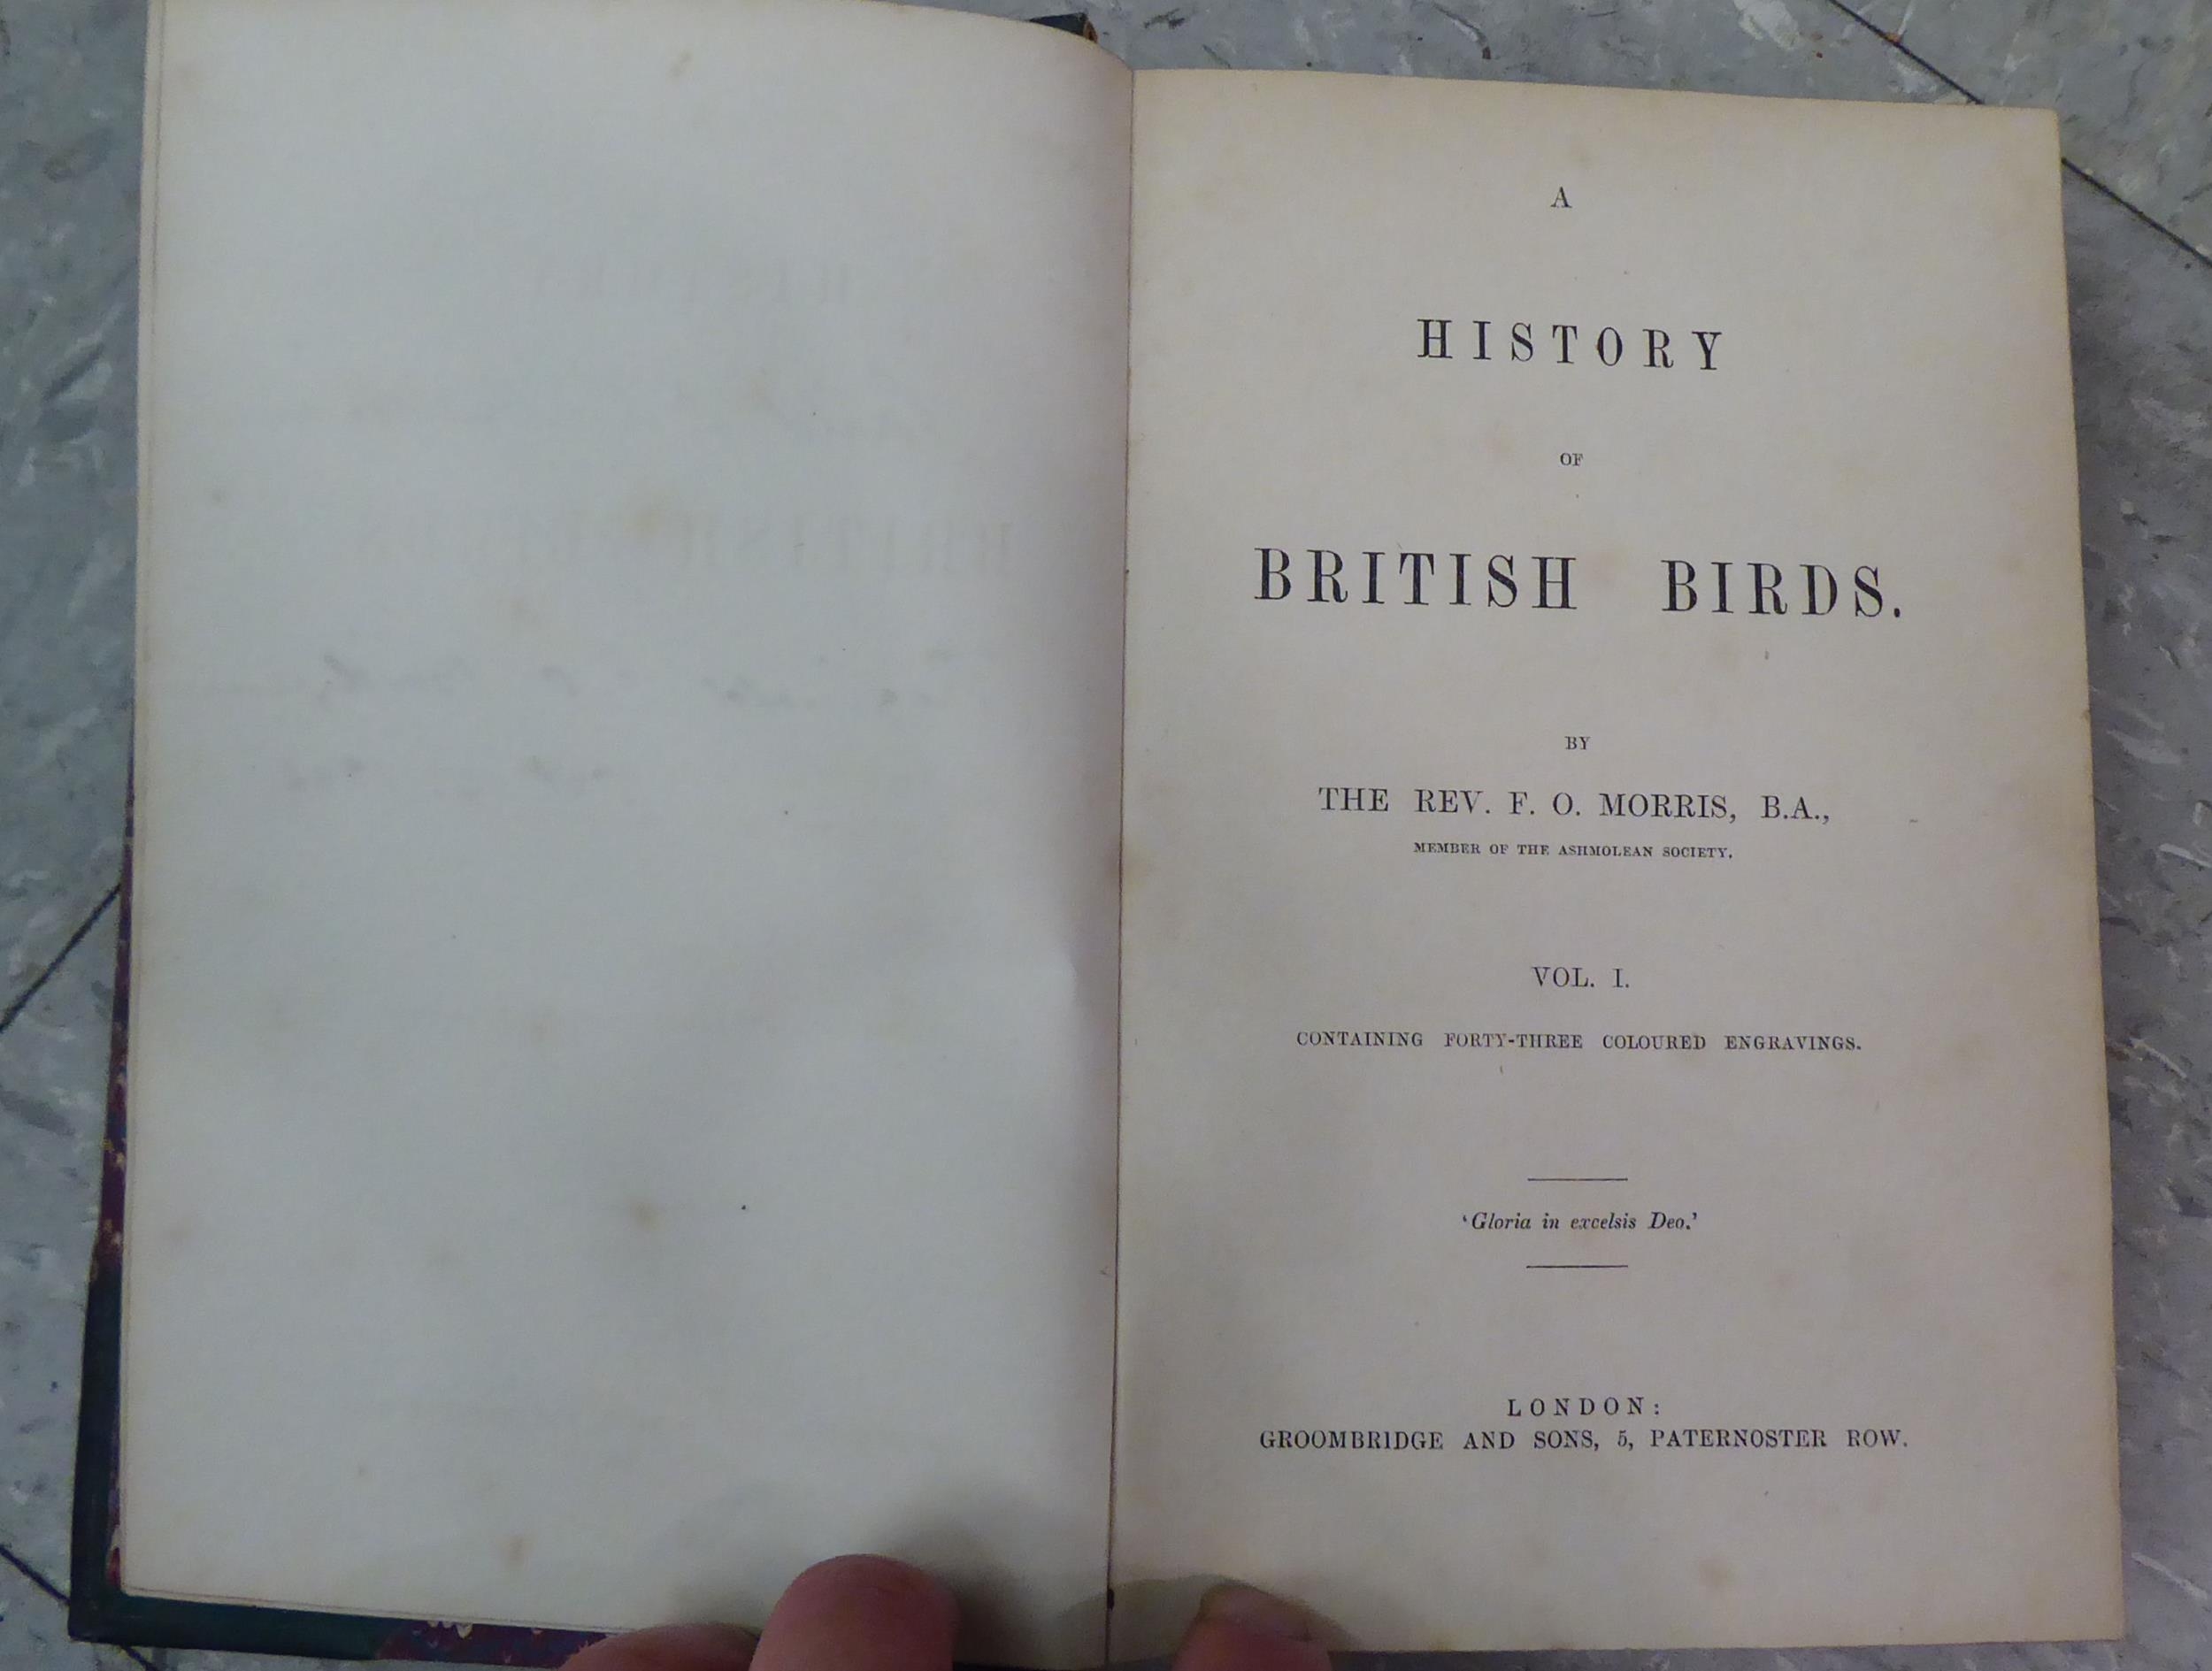 A
HISTORY
OF
BRITISH BIRDS.
BY
THE REV. F. O. MORRIS, B.A.,
MEMBER OF THE ASHMOLEAN SOCIETY.
VOL. I.
CONTAINING FORTY-THREE COLOURED ENGRAVINGS.
'Gloria in excelsis Deo.'
LONDON:
GROOMBRIDGE AND SONS, 5, PATERNOSTER ROW.